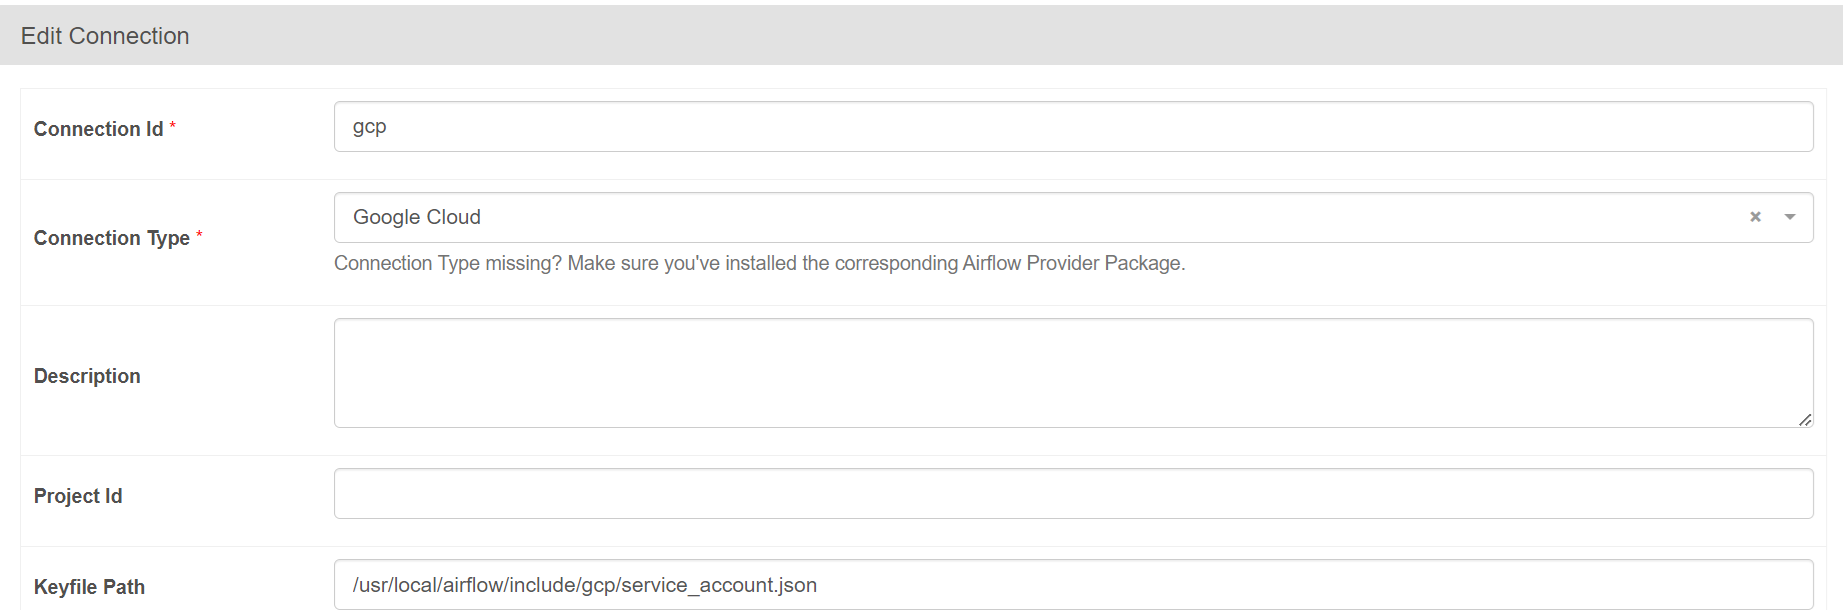 Edit Connection
Connection Id *
gcp
Connection Type *
Google Cloud
Connection Type missing? Make sure you've installed the corresponding Airflow Provider Package.
Description
Project Id
Keyfile Path
/usr/local/airflow/include/gcp/service_account.json